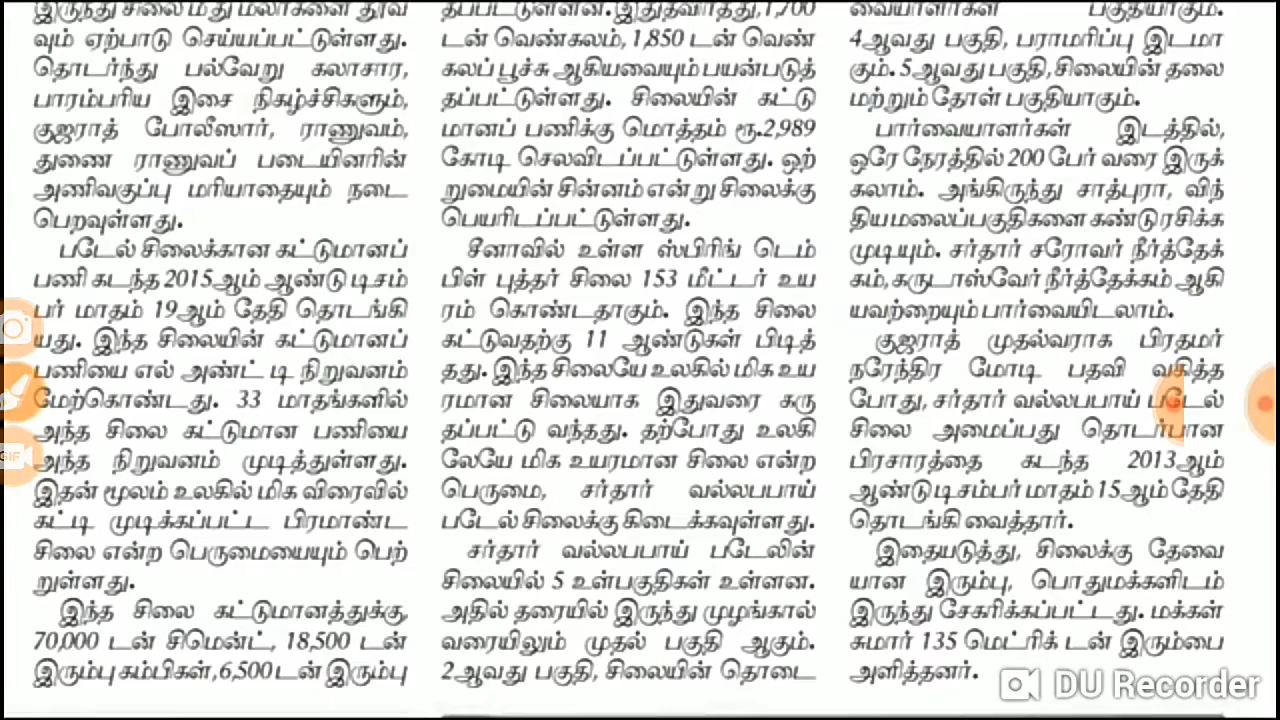 இருந்து சிலை மீது மலர்களை தூவ
வும் ஏற்பாடு செய்யப்பட்டுள்ளது.
தொடர்ந்து பல்வேறு கலாசார,
பாரம்பரிய இசை நிகழ்ச்சிகளும்,
குஜராத் போலீஸார், ராணுவம்,
துணை ராணுவப் படையினரின்
அணிவகுப்பு மரியாதையும் நடை
பெறவுள்ளது.
படேல் சிலைக்கான கட்டுமானப்
பணி கடந்த 2015ஆம் ஆண்டு டிசம்
பர் மாதம் 19ஆம் தேதி தொடங்கி
யது. இந்த சிலையின் கட்டுமானப்
பணியை எல் அண்ட் டி நிறுவனம்
மேற்கொண்டது. 33 மாதங்களில்
அந்த சிலை கட்டுமான பணியை
அந்த நிறுவனம் முடித்துள்ளது.
இதன் மூலம் உலகில் மிக விரைவில்
கட்டி முடிக்கப்பட்ட பிரமாண்ட
சிலை என்ற பெருமையையும் பெற்
றுள்ளது.
இந்த சிலை கட்டுமானத்துக்கு,
70,000 டன் சிமென்ட், 18,500 டன்
இரும்பு கம்பிகள், 6,500 டன் இரும்பு
தப்பட்டுள்ளன. இதுதவிர்த்து, 1,700
டன் வெண்கலம், 1,850 டன் வெண்
கலப் பூச்சு ஆகியவையும் பயன்படுத்
தப்பட்டுள்ளது. சிலையின் கட்டு
மானப் பணிக்கு மொத்தம் ரூ.2,989
கோடி செலவிடப்பட்டுள்ளது. ஒற்
றுமையின் சின்னம் என்று சிலைக்கு
பெயரிடப்பட்டுள்ளது.
சீனாவில் உள்ள ஸ்பிரிங் டெம்
பிள் புத்தர் சிலை 153 மீட்டர் உய
ரம் கொண்டதாகும். இந்த சிலை
கட்டுவதற்கு 11 ஆண்டுகள் பிடித்
தது. இந்த சிலையே உலகில் மிக உய
ரமான சிலையாக இதுவரை கரு
தப்பட்டு வந்தது. தற்போது உலகி
லேயே மிக உயரமான சிலை என்ற
பெருமை, சர்தார் வல்லபபாய்
படேல் சிலைக்கு கிடைக்கவுள்ளது.
சர்தார் வல்லபபாய் படேலின்
சிலையில் 5 உள்பகுதிகள் உள்ளன.
அதில் தரையில் இருந்து முழங்கால்
வரையிலும் முதல் பகுதி ஆகும்.
2ஆவது பகுதி, சிலையின் தொடை
வையாளர்கள் பகுதியாகும்.
4ஆவது பகுதி, பராமரிப்பு இடமா
கும். 5ஆவது பகுதி, சிலையின் தலை
மற்றும் தோள் பகுதியாகும்.
பார்வையாளர்கள் இடத்தில்,
ஒரே நேரத்தில் 200 பேர் வரை இருக்
கலாம். அங்கிருந்து சாத்புரா, விந்
திய மலைப்பகுதிகளை கண்டு ரசிக்க
முடியும். சர்தார் சரோவர் நீர்த்தேக்
கம், கருடாஸ்வேர் நீர்த்தேக்கம் ஆகி
யவற்றையும் பார்வையிடலாம்.
குஜராத் முதல்வராக பிரதமர்
நரேந்திர மோடி பதவி வகித்த
போது, சர்தார் வல்லபபாய் படேல்
சிலை அமைப்பது தொடர்பான
பிரசாரத்தை கடந்த 2013ஆம்
ஆண்டு டிசம்பர் மாதம் 15ஆம் தேதி
தொடங்கி வைத்தார்.
இதையடுத்து, சிலைக்கு தேவை
யான இரும்பு, பொதுமக்களிடம்
இருந்து சேகரிக்கப்பட்டது. மக்கள்
சுமார் 135 மெட்ரிக் டன் இரும்பை
அளித்தனர்.
GIF
DU Recorder